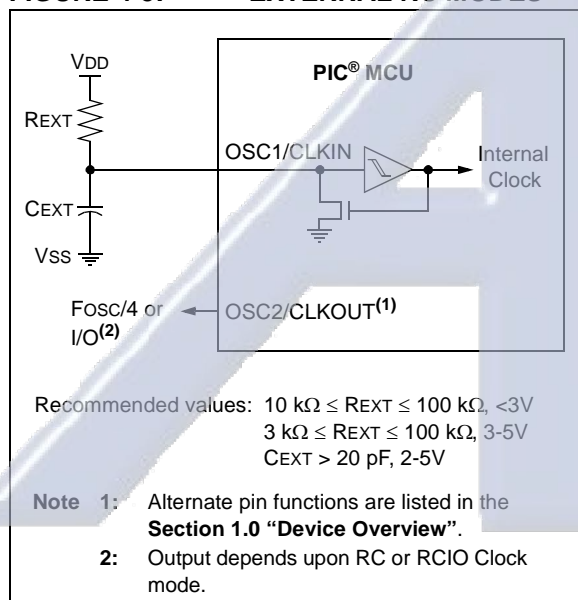 VDD
PIC® MCU
REXT
OSC1/CLKIN
Internal
Clock
CEXT
VSS
FOSC/4 or
I/O(2)
OSC2/CLKOUT(1)
Recommended values: 10 kΩ ≤ REXT ≤ 100 kΩ, <3V
3 kΩ ≤ REXT ≤ 100 kΩ, 3-5V
CEXT > 20 pF, 2-5V
Note 1: Alternate pin functions are listed in the
Section 1.0 “Device Overview”.
2: Output depends upon RC or RCIO Clock
mode.